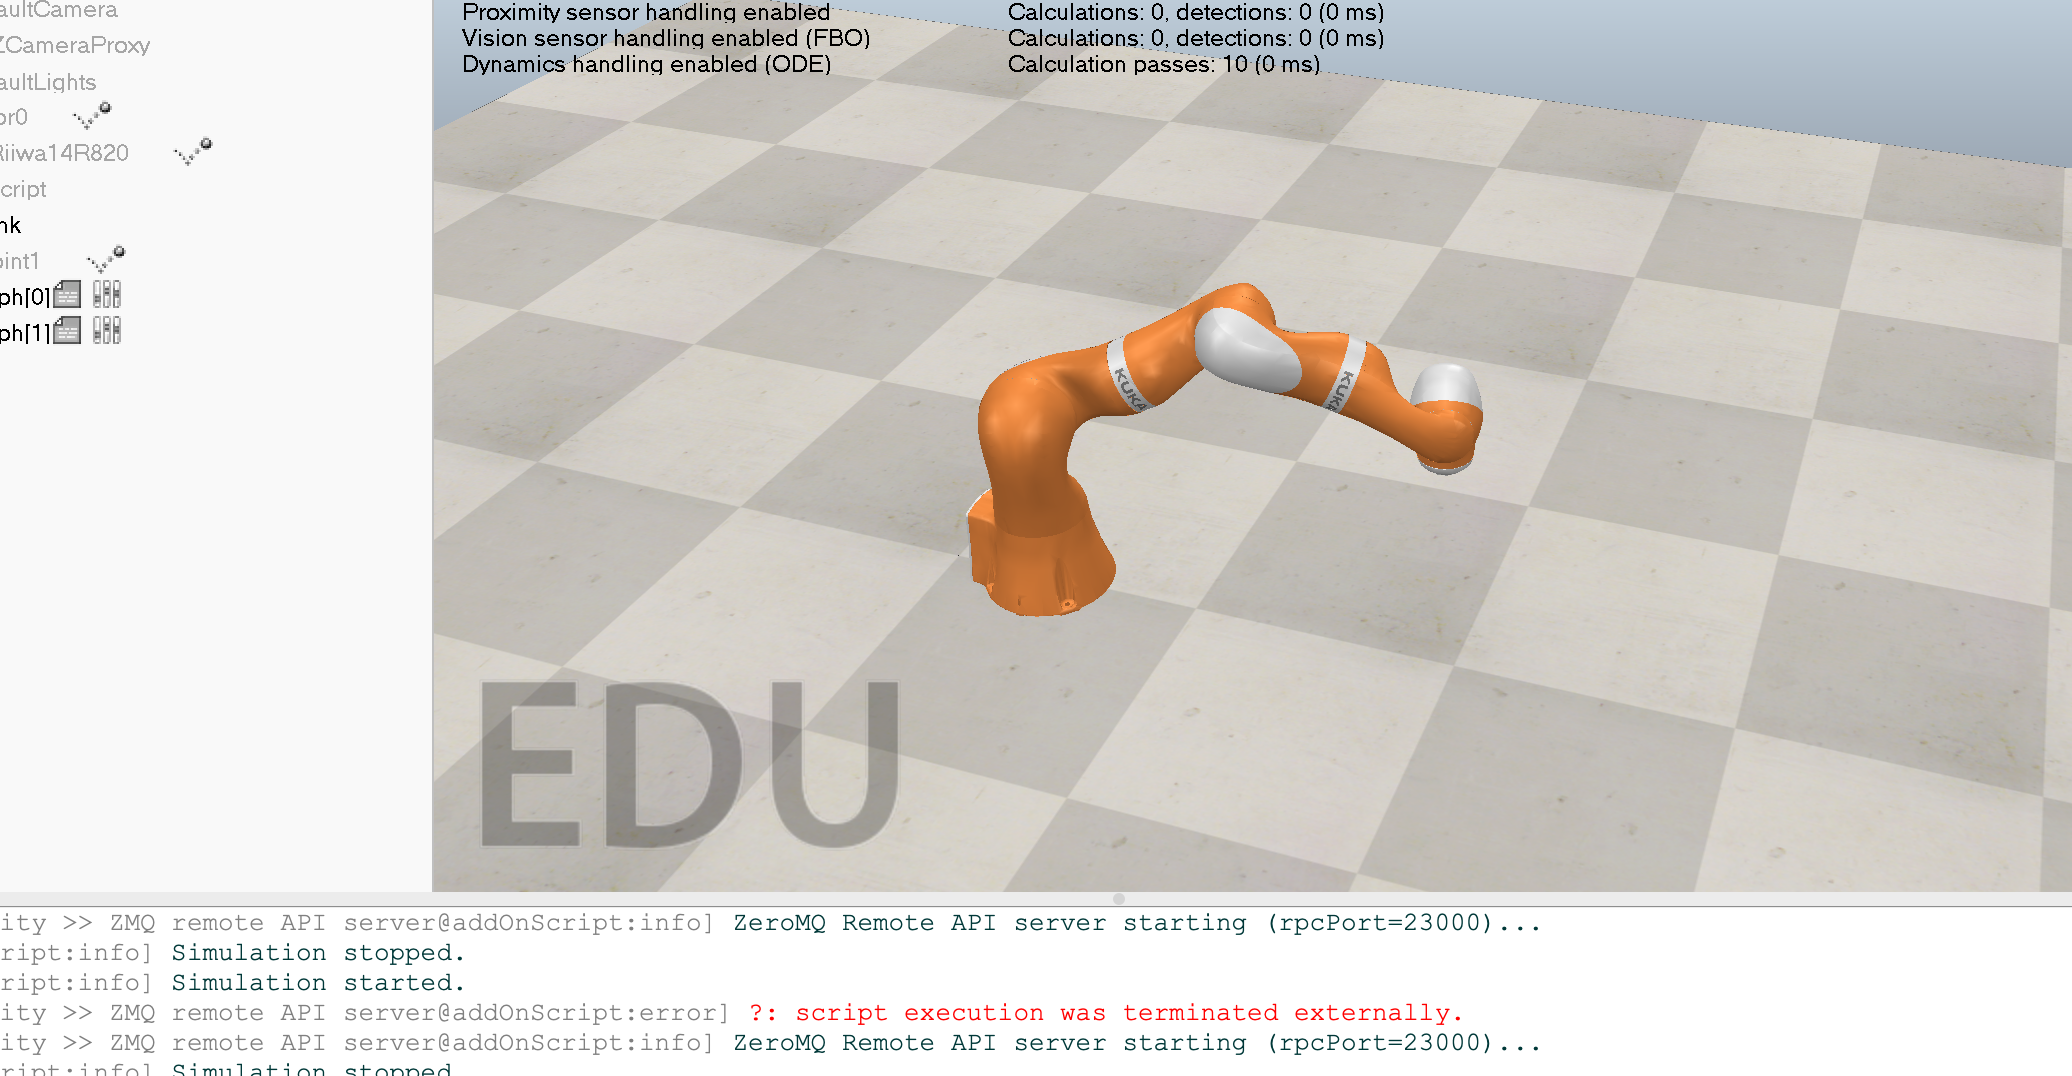 aultCamera
ZCameraProxy
aultLights
or0
Riiwa14R820
cript
nk
oint1
ph[0]
ph[1]
Proximity sensor handling enabled Calculations: 0, detections: 0 (0 ms)
Vision sensor handling enabled (FBO) Calculations: 0, detections: 0 (0 ms)
Dynamics handling enabled (ODE) Calculation passes: 10 (0 ms)
KUKA
KUK
EDU
ity >> ZMQ remote API server@addOnScript:info] ZeroMQ Remote API server starting (rpcPort=23000)...
ript:info] Simulation stopped.
ript:info] Simulation started.
ity >> ZMQ remote API server@addOnScript:error] ?: script execution was terminated externally.
ity >> ZMQ remote API server@addOnScript:info] ZeroMQ Remote API server starting (rpcPort=23000)...
ript:info] Simulation stopped